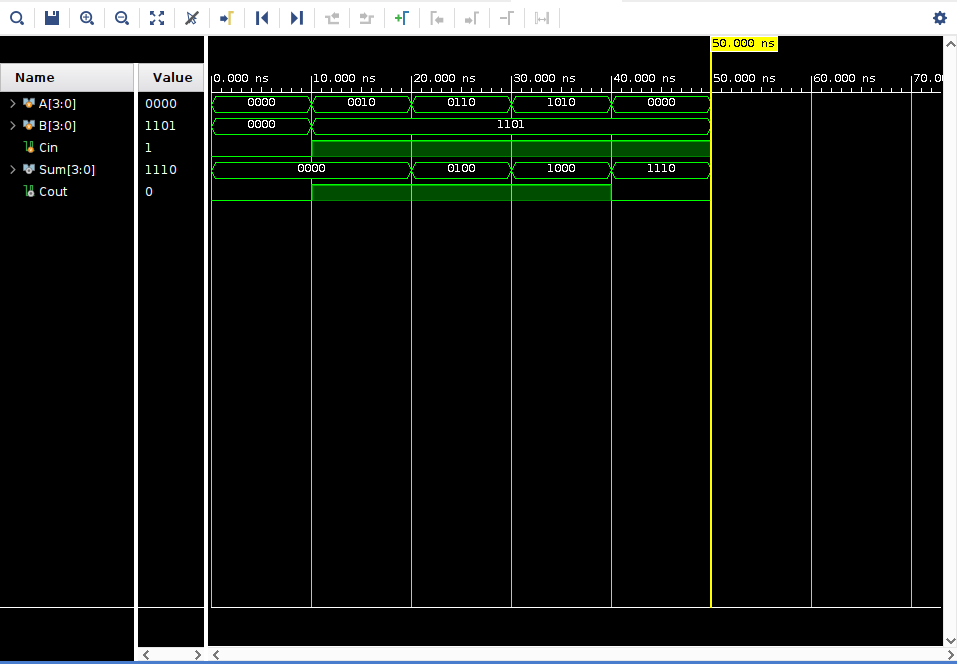 50.000 ns
Name Value 0.000 ns 10.000 ns 20.000 ns 30.000 ns 40.000 ns 50.000 ns 60.000 ns 70.0
A[3:0] 0000 0000 0010 0110 1010 0000
B[3:0] 1101 0000 1101
Cin 1
Sum[3:0] 1110 0000 0100 1000 1110
Cout 0